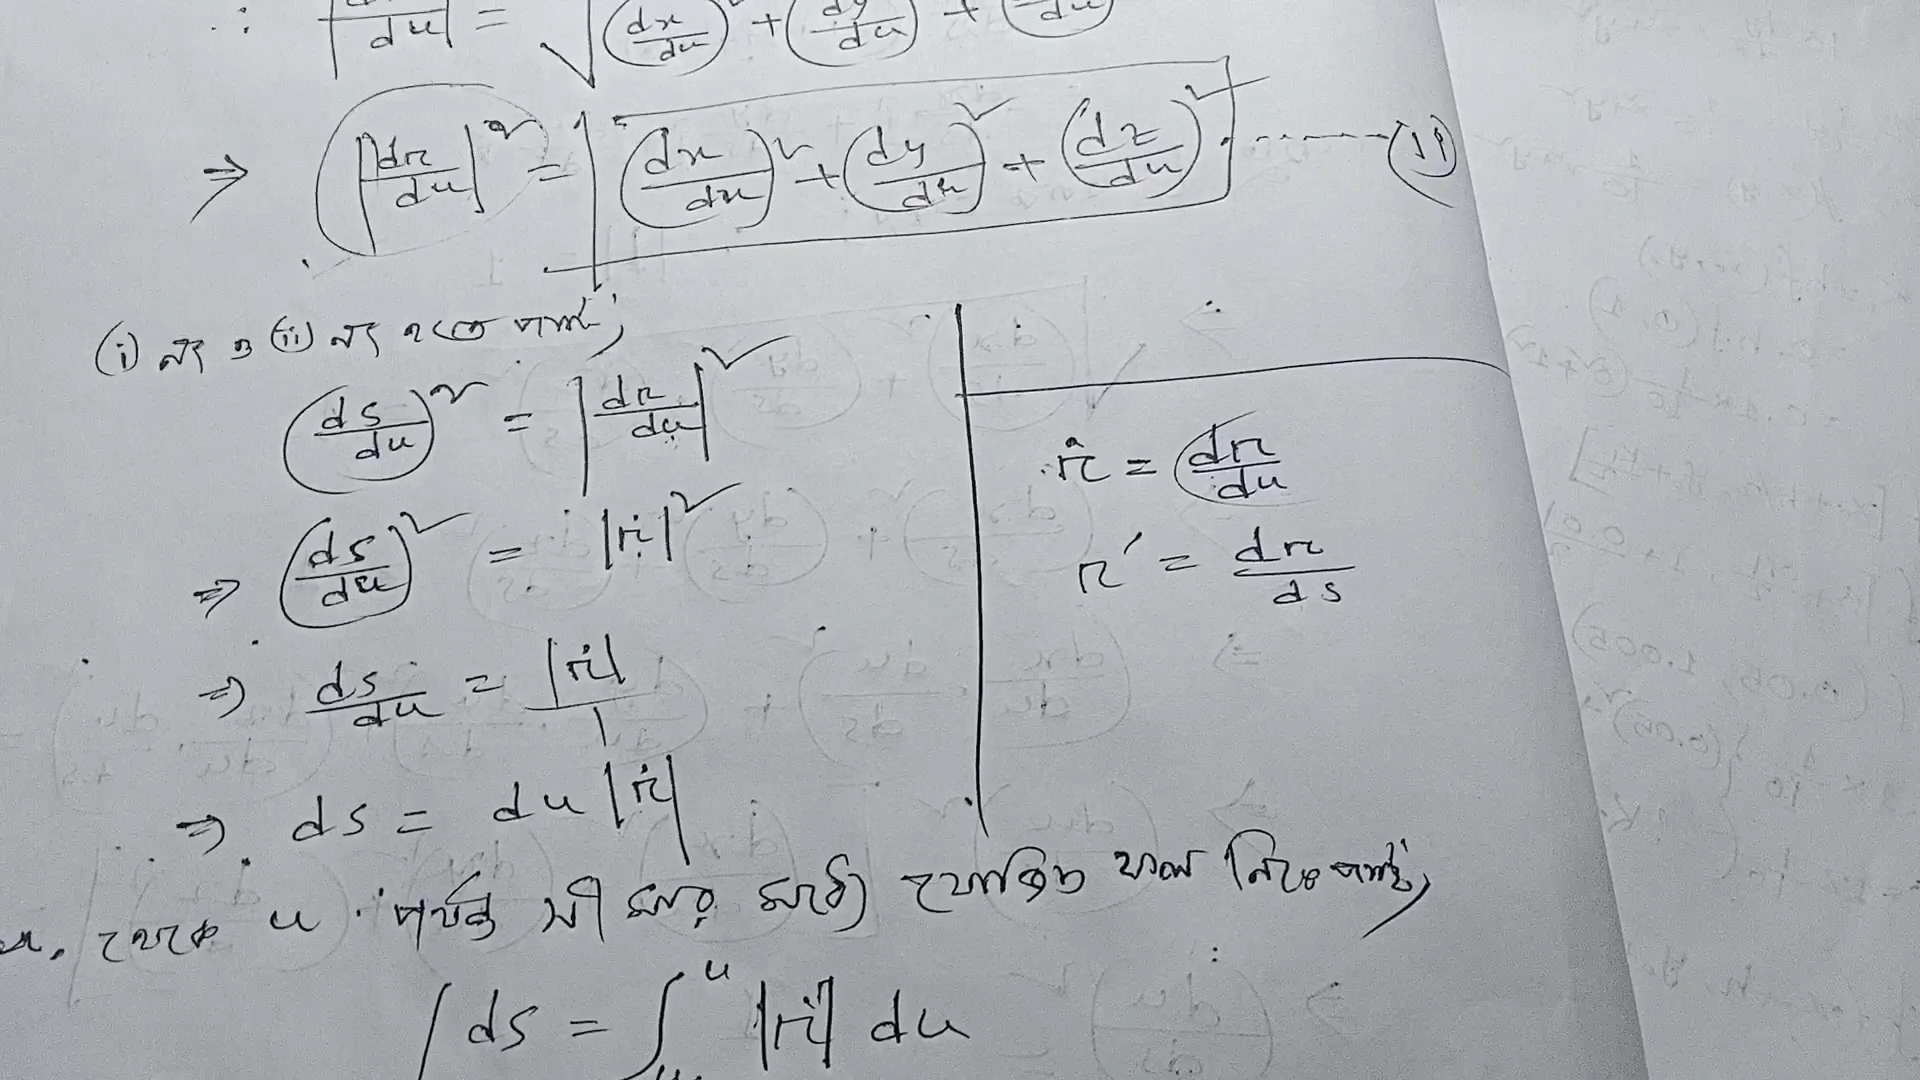 ∴ |dr/du| = √(dx/du)² + (dy/du)² + (dz/du)²
⇒ |dr/du|² = (dx/du)² + (dy/du)² + (dz/du)² ........ (ii)
(i) নং ও (ii) নং হতে পাই,
(ds/du)² = |dr/du|²
⇒ (ds/du)² = |ṙ|²
⇒ ds/du = |ṙ|/1
⇒ ds = du |ṙ|
ṙ = dr/du
r′ = dr/ds
থেকে u পর্যন্ত সীমার মধ্যে যোগজ নিয়ে পাই,
∫ds = ∫ᵘ |ṙ| du